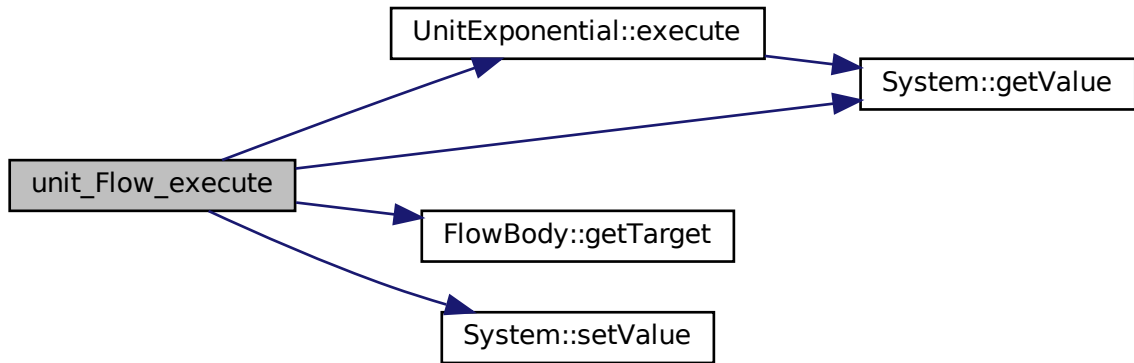 UnitExponential::execute
System::getValue
unit_Flow_execute
FlowBody::getTarget
System::setValue